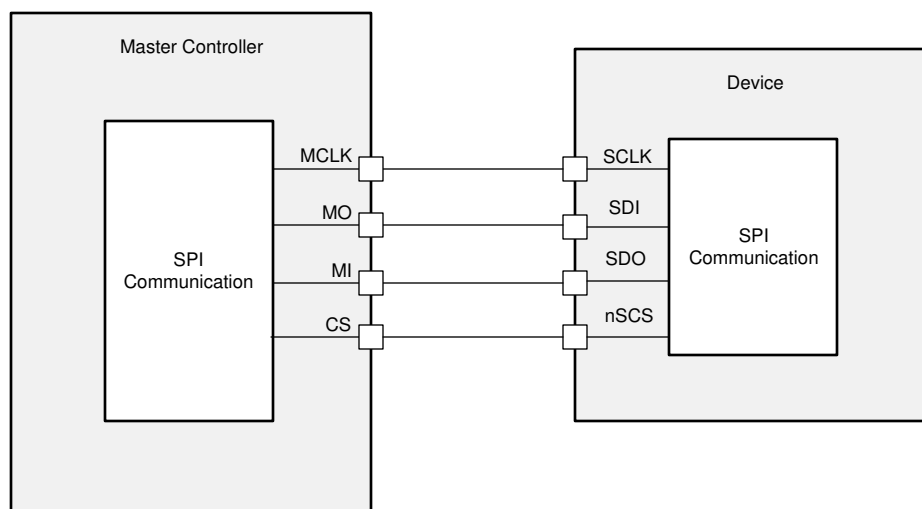 Master Controller
Device
MCLK
SCLK
MO
SDI
SPI
Communication
MI
SDO
SPI
Communication
CS
nSCS